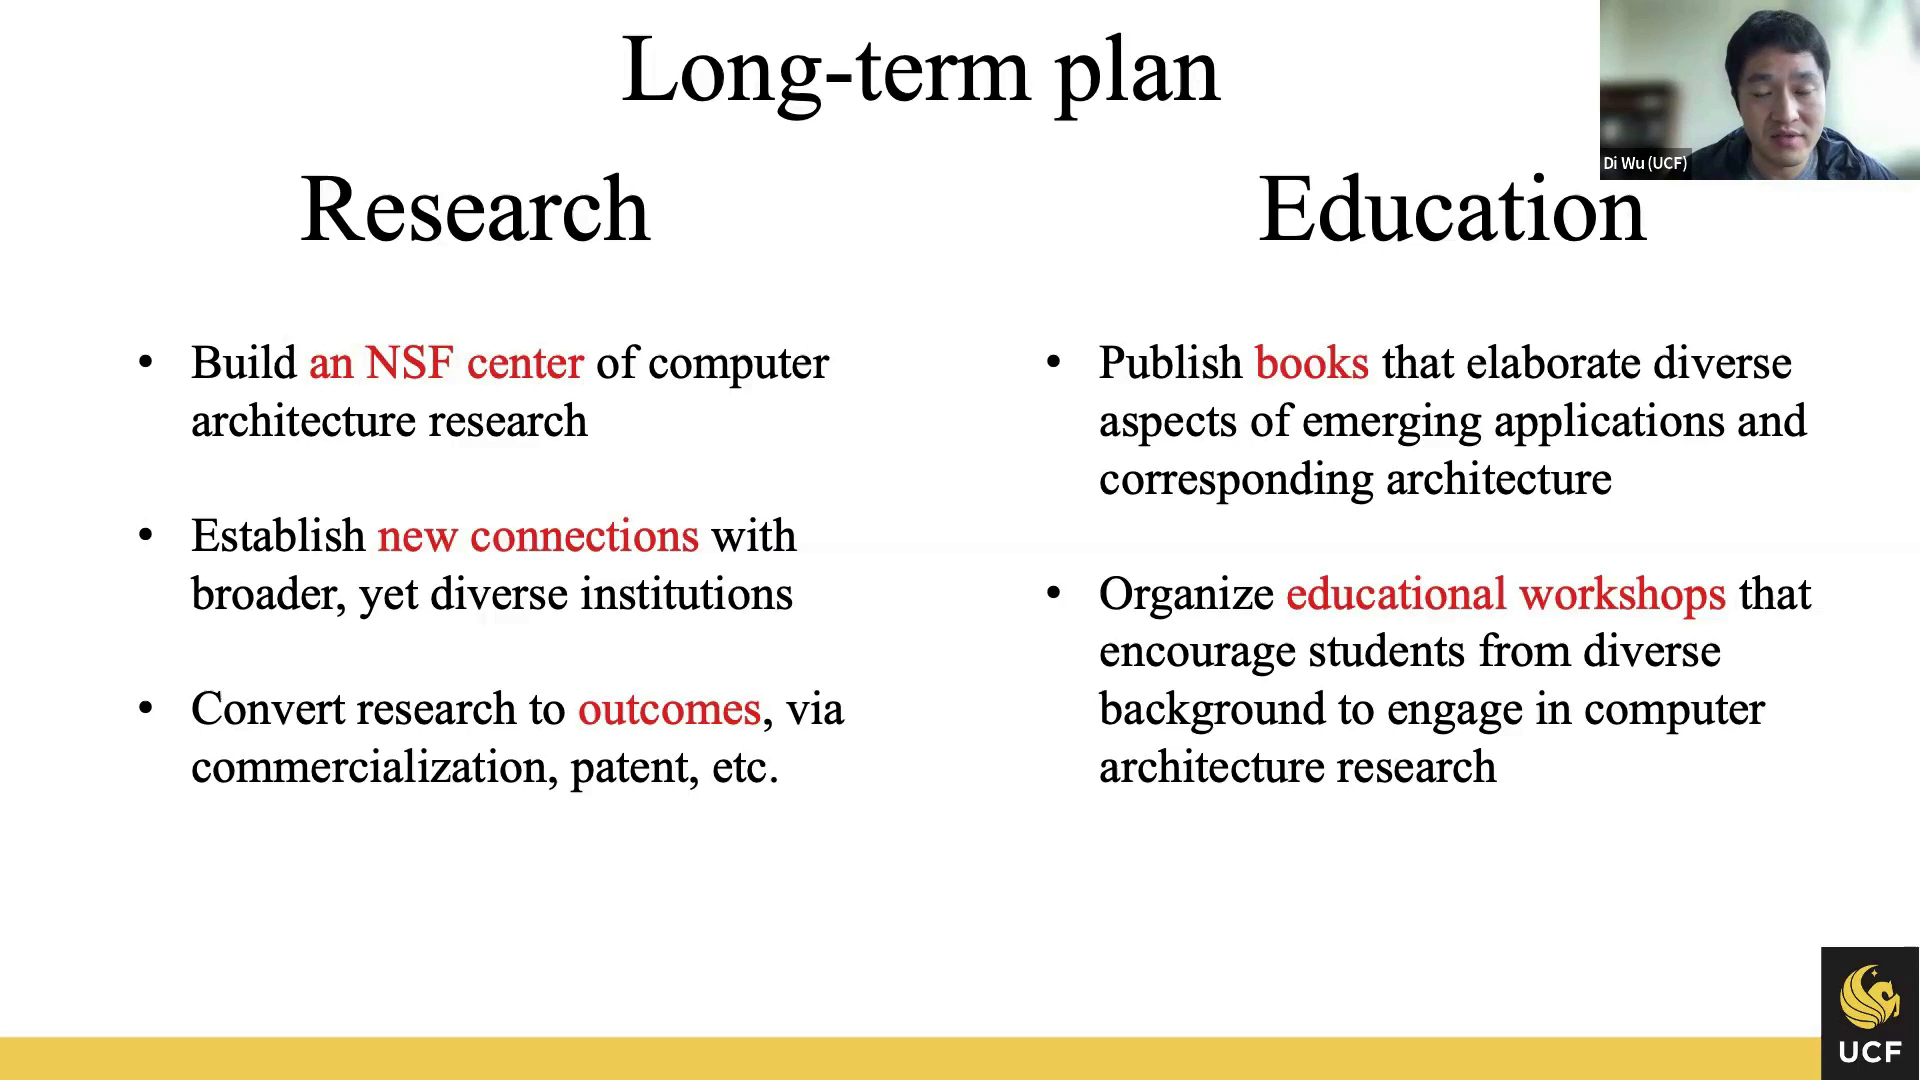 Long-term plan
Di Wu (UCF)
Research
Education
• Build an NSF center of computer
architecture research
• Establish new connections with
broader, yet diverse institutions
• Convert research to outcomes, via
commercialization, patent, etc.
• Publish books that elaborate diverse
aspects of emerging applications and
corresponding architecture
• Organize educational workshops that
encourage students from diverse
background to engage in computer
architecture research
UCF